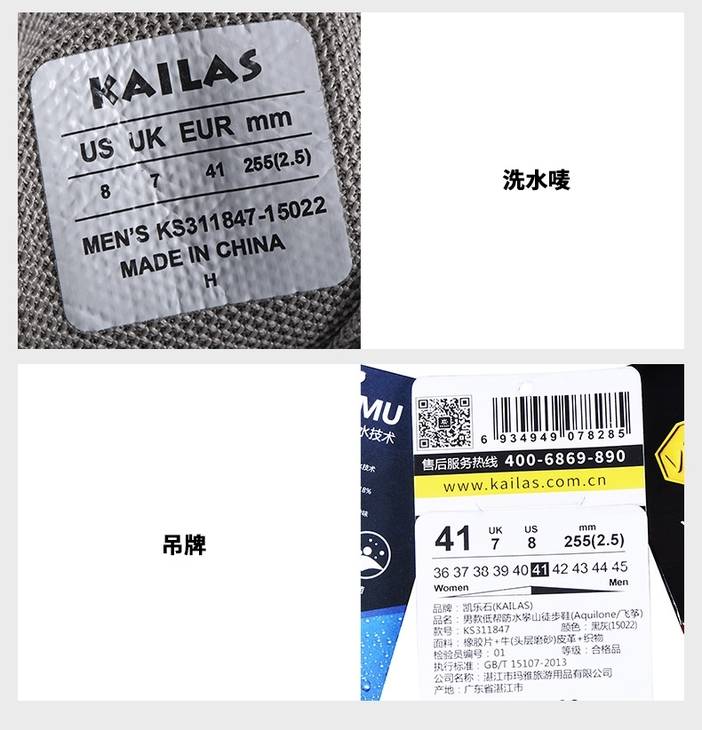 KAILAS
US UK EUR mm
8 7 41 255(2.5)
MEN'S KS311847-15022
MADE IN CHINA
H
洗水唛
吊牌
MU
水技术
6 934949 078285
售后服务热线 400-6869-890
www.kailas.com.cn
41 UK 7 US 8 mm 255(2.5)
36 37 38 39 40 41 42 43 44 45
Women Men
品牌：凯乐石(KAILAS)
品名：男款低帮防水攀山徒步鞋(Aquilone/飞筝)
款号：KS311847 颜色：黑灰(15022)
面料：橡胶片+牛(头层磨砂)皮革+织物
检验员编号：01 等级：合格品
执行标准：GB/T 15107-2013
公司名称：湛江市玛雅旅游用品有限公司
产地：广东省湛江市